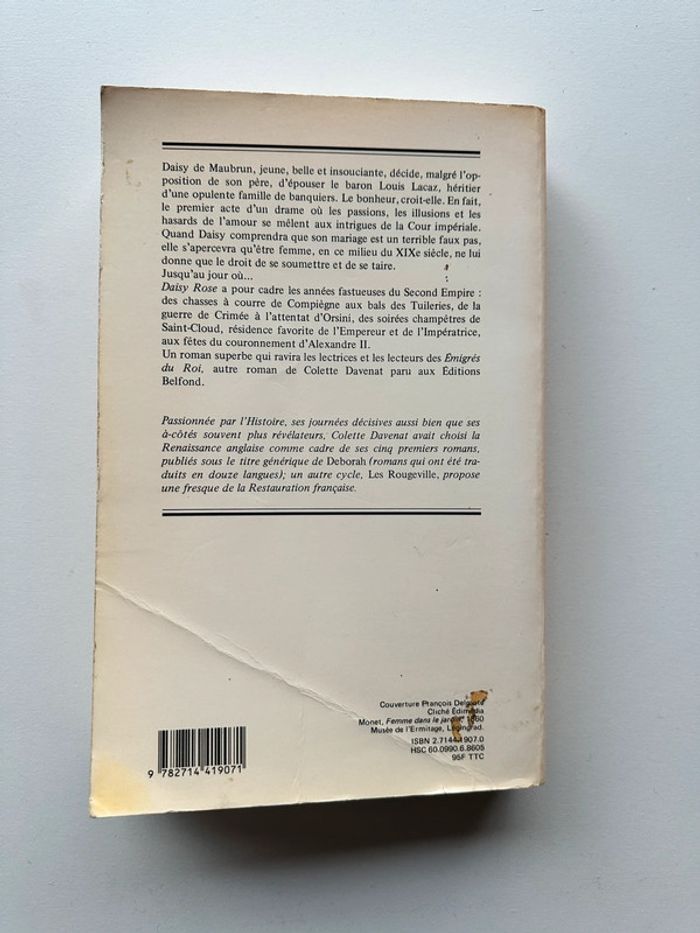 Daisy de Maubrun, jeune, belle et insouciante, décide, malgré l'op-
position de son père, d'épouser le baron Louis Lacaz, héritier
d'une opulente famille de banquiers. Le bonheur, croit-elle. En fait,
le premier acte d'un drame où les passions, les illusions et les
hasards de l'amour se mêlent aux intrigues de la Cour impériale.
Quand Daisy comprendra que son mariage est un terrible faux pas,
elle s'apercevra qu'être femme, en ce milieu du XIXe siècle, ne lui
donne que le droit de se soumettre et de se taire.
Jusqu'au jour où...
Daisy Rose a pour cadre les années fastueuses du Second Empire :
des chasses à courre de Compiègne aux bals des Tuileries, de la
guerre de Crimée à l'attentat d'Orsini, des soirées champêtres de
Saint-Cloud, résidence favorite de l'Empereur et de l'Impératrice,
aux fêtes du couronnement d'Alexandre II.
Un roman superbe qui ravira les lectrices et les lecteurs des Émigrés
du Roi, autre roman de Colette Davenat paru aux Éditions
Belfond.
Passionnée par l'Histoire, ses journées décisives aussi bien que ses
à-côtés souvent plus révélateurs, Colette Davenat avait choisi la
Renaissance anglaise comme cadre de ses cinq premiers romans,
publiés sous le titre générique de Deborah (romans qui ont été tra-
duits en douze langues); un autre cycle, Les Rougeville, propose
une fresque de la Restauration française.
Couverture François
Cliché Edimedia
Monet, Femme dans le jardin,
Musée de l'Ermitage, Léningrad.
ISBN 2.7144.1907.0
HSC 60.0990.6.8605
95F TTC
9 782714 419071